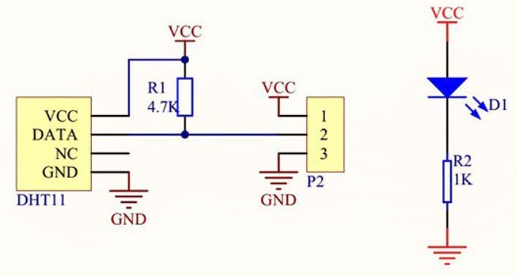 VCC
R1
4.7K
VCC
DATA
NC
GND
DHT11
GND
VCC
1
2
3
P2
GND
VCC
D1
R2
1K